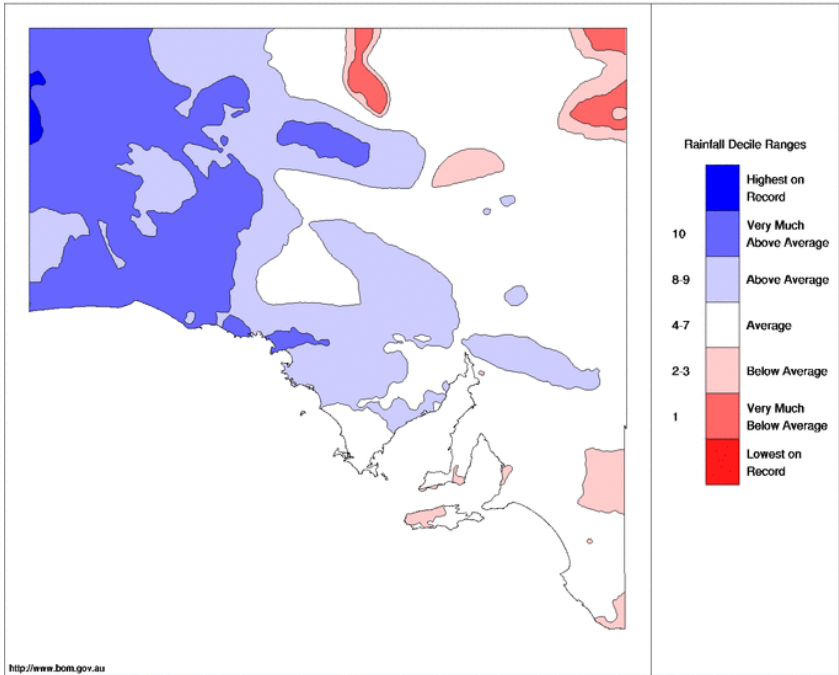 Rainfall Decile Ranges
Highest on
Record
10
Very Much
Above Average
8-9
Above Average
4-7
Average
2-3
Below Average
1
Very Much
Below Average
Lowest on
Record
http://www.bom.gov.au